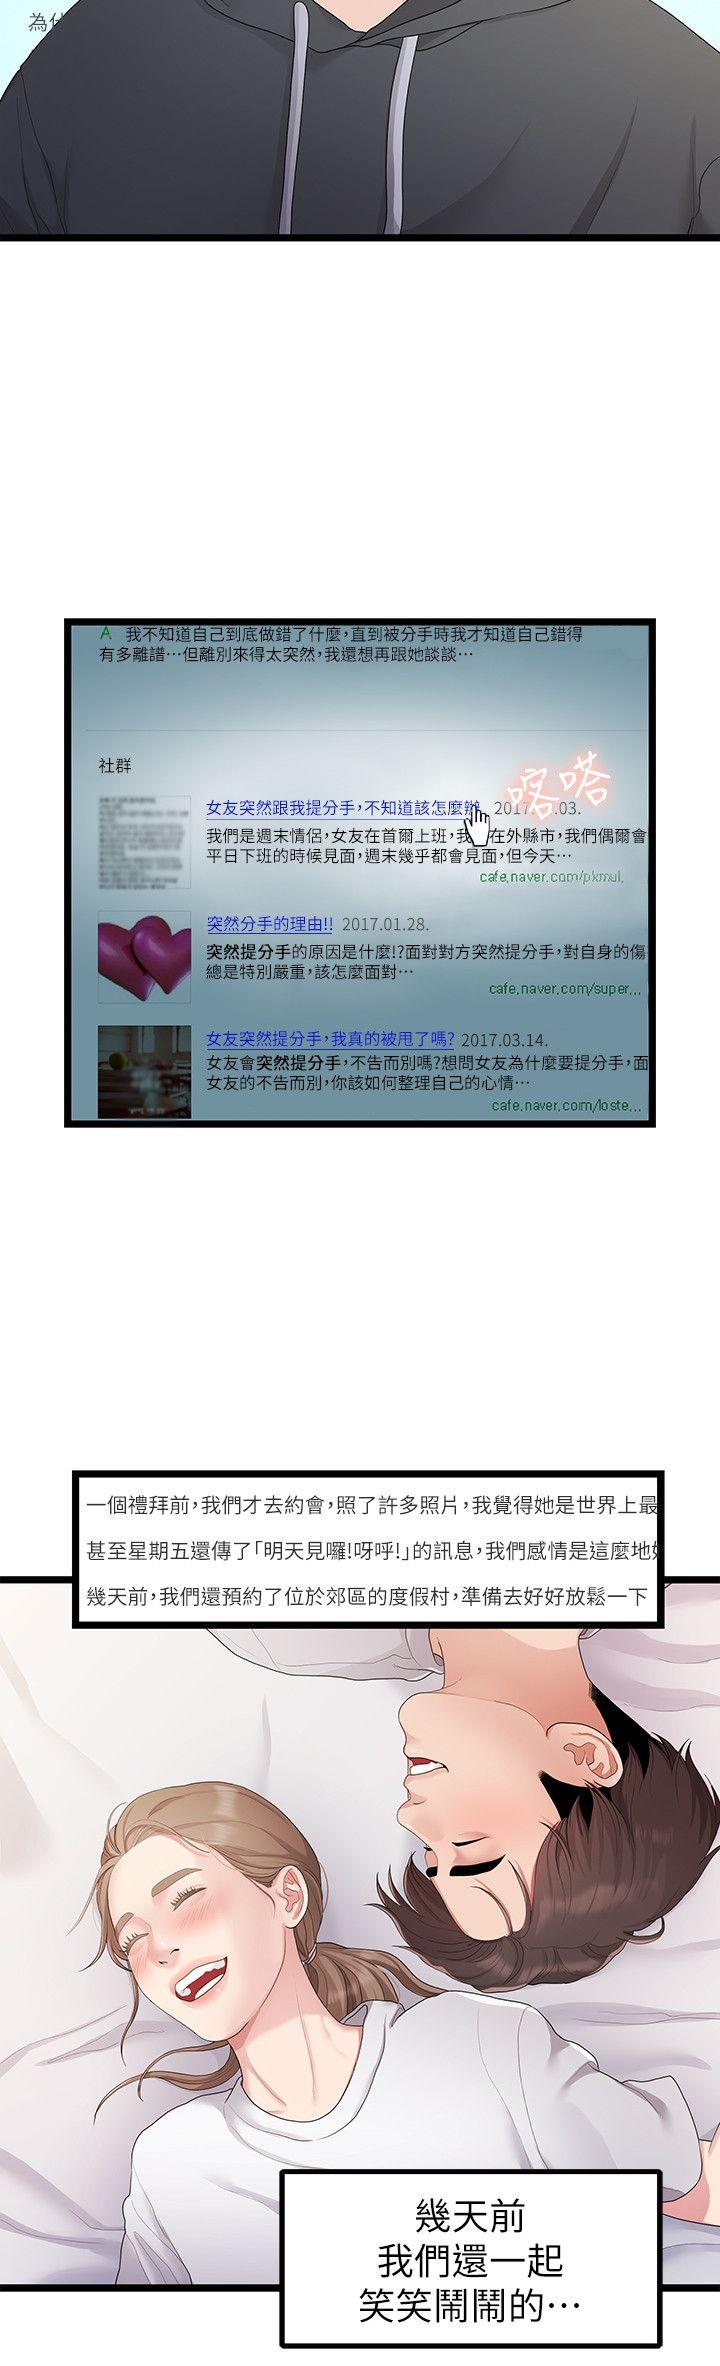 為什
A 我不知道自己到底做錯了什麼,直到被分手時我才知道自己錯得
有多離譜⋯但離別來得太突然,我還想再跟她談談⋯
社群
女友突然跟我提分手,不知道該怎麼辦 2017. 03.
喀嗒
我們是週末情侶,女友在首爾上班,我 在外縣市,我們偶爾會
平日下班的時候見面,週末幾乎都會見面,但今天⋯
cafe.naver.com/pkmul.
突然分手的理由!! 2017.01.28.
突然提分手的原因是什麼!?面對對方突然提分手,對自身的傷
總是特別嚴重,該怎麼面對⋯
cafe.naver.com/super...
女友突然提分手,我真的被甩了嗎? 2017.03.14.
女友會突然提分手,不告而別嗎?想問女友為什麼要提分手,面
女友的不告而別,你該如何整理自己的心情⋯
cafe.naver.com/loste...
一個禮拜前,我們才去約會,照了許多照片,我覺得她是世界上最
甚至星期五還傳了「明天見囉!呀呼!」的訊息,我們感情是這麼地好
幾天前,我們還預約了位於郊區的度假村,準備去好好放鬆一下
幾天前
我們還一起
笑笑鬧鬧的⋯